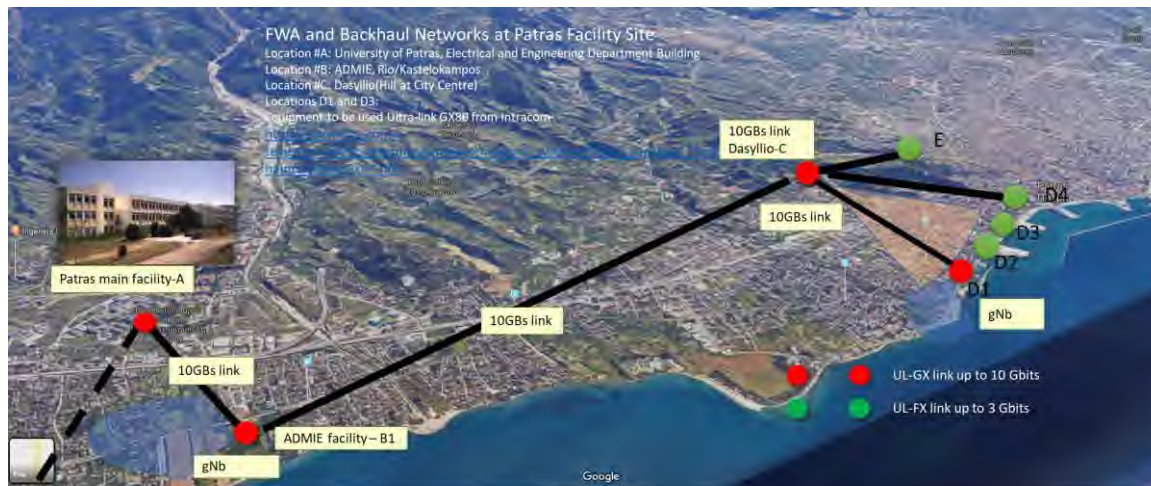 FWA and Backhaul Networks at Patras Facility Site
Location #A: University of Patras, Electrical and Engineering Department Building
Location #B: ADMIE, Rio/Kastelokampos
Location #C: Dasyllio(Hill at City Centre)
Locations D1 and D3:
Equipment to be used Ultra-link GX80 from Intracom
10GBs link
Dasyllio-C
E
10GBs link
D4
D3
D2
D1
gNb
Patras main facility-A
10GBs link
10GBs link
UL-GX link up to 10 Gbits
UL-FX link up to 3 Gbits
ADMIE facility – B1
gNb
Google